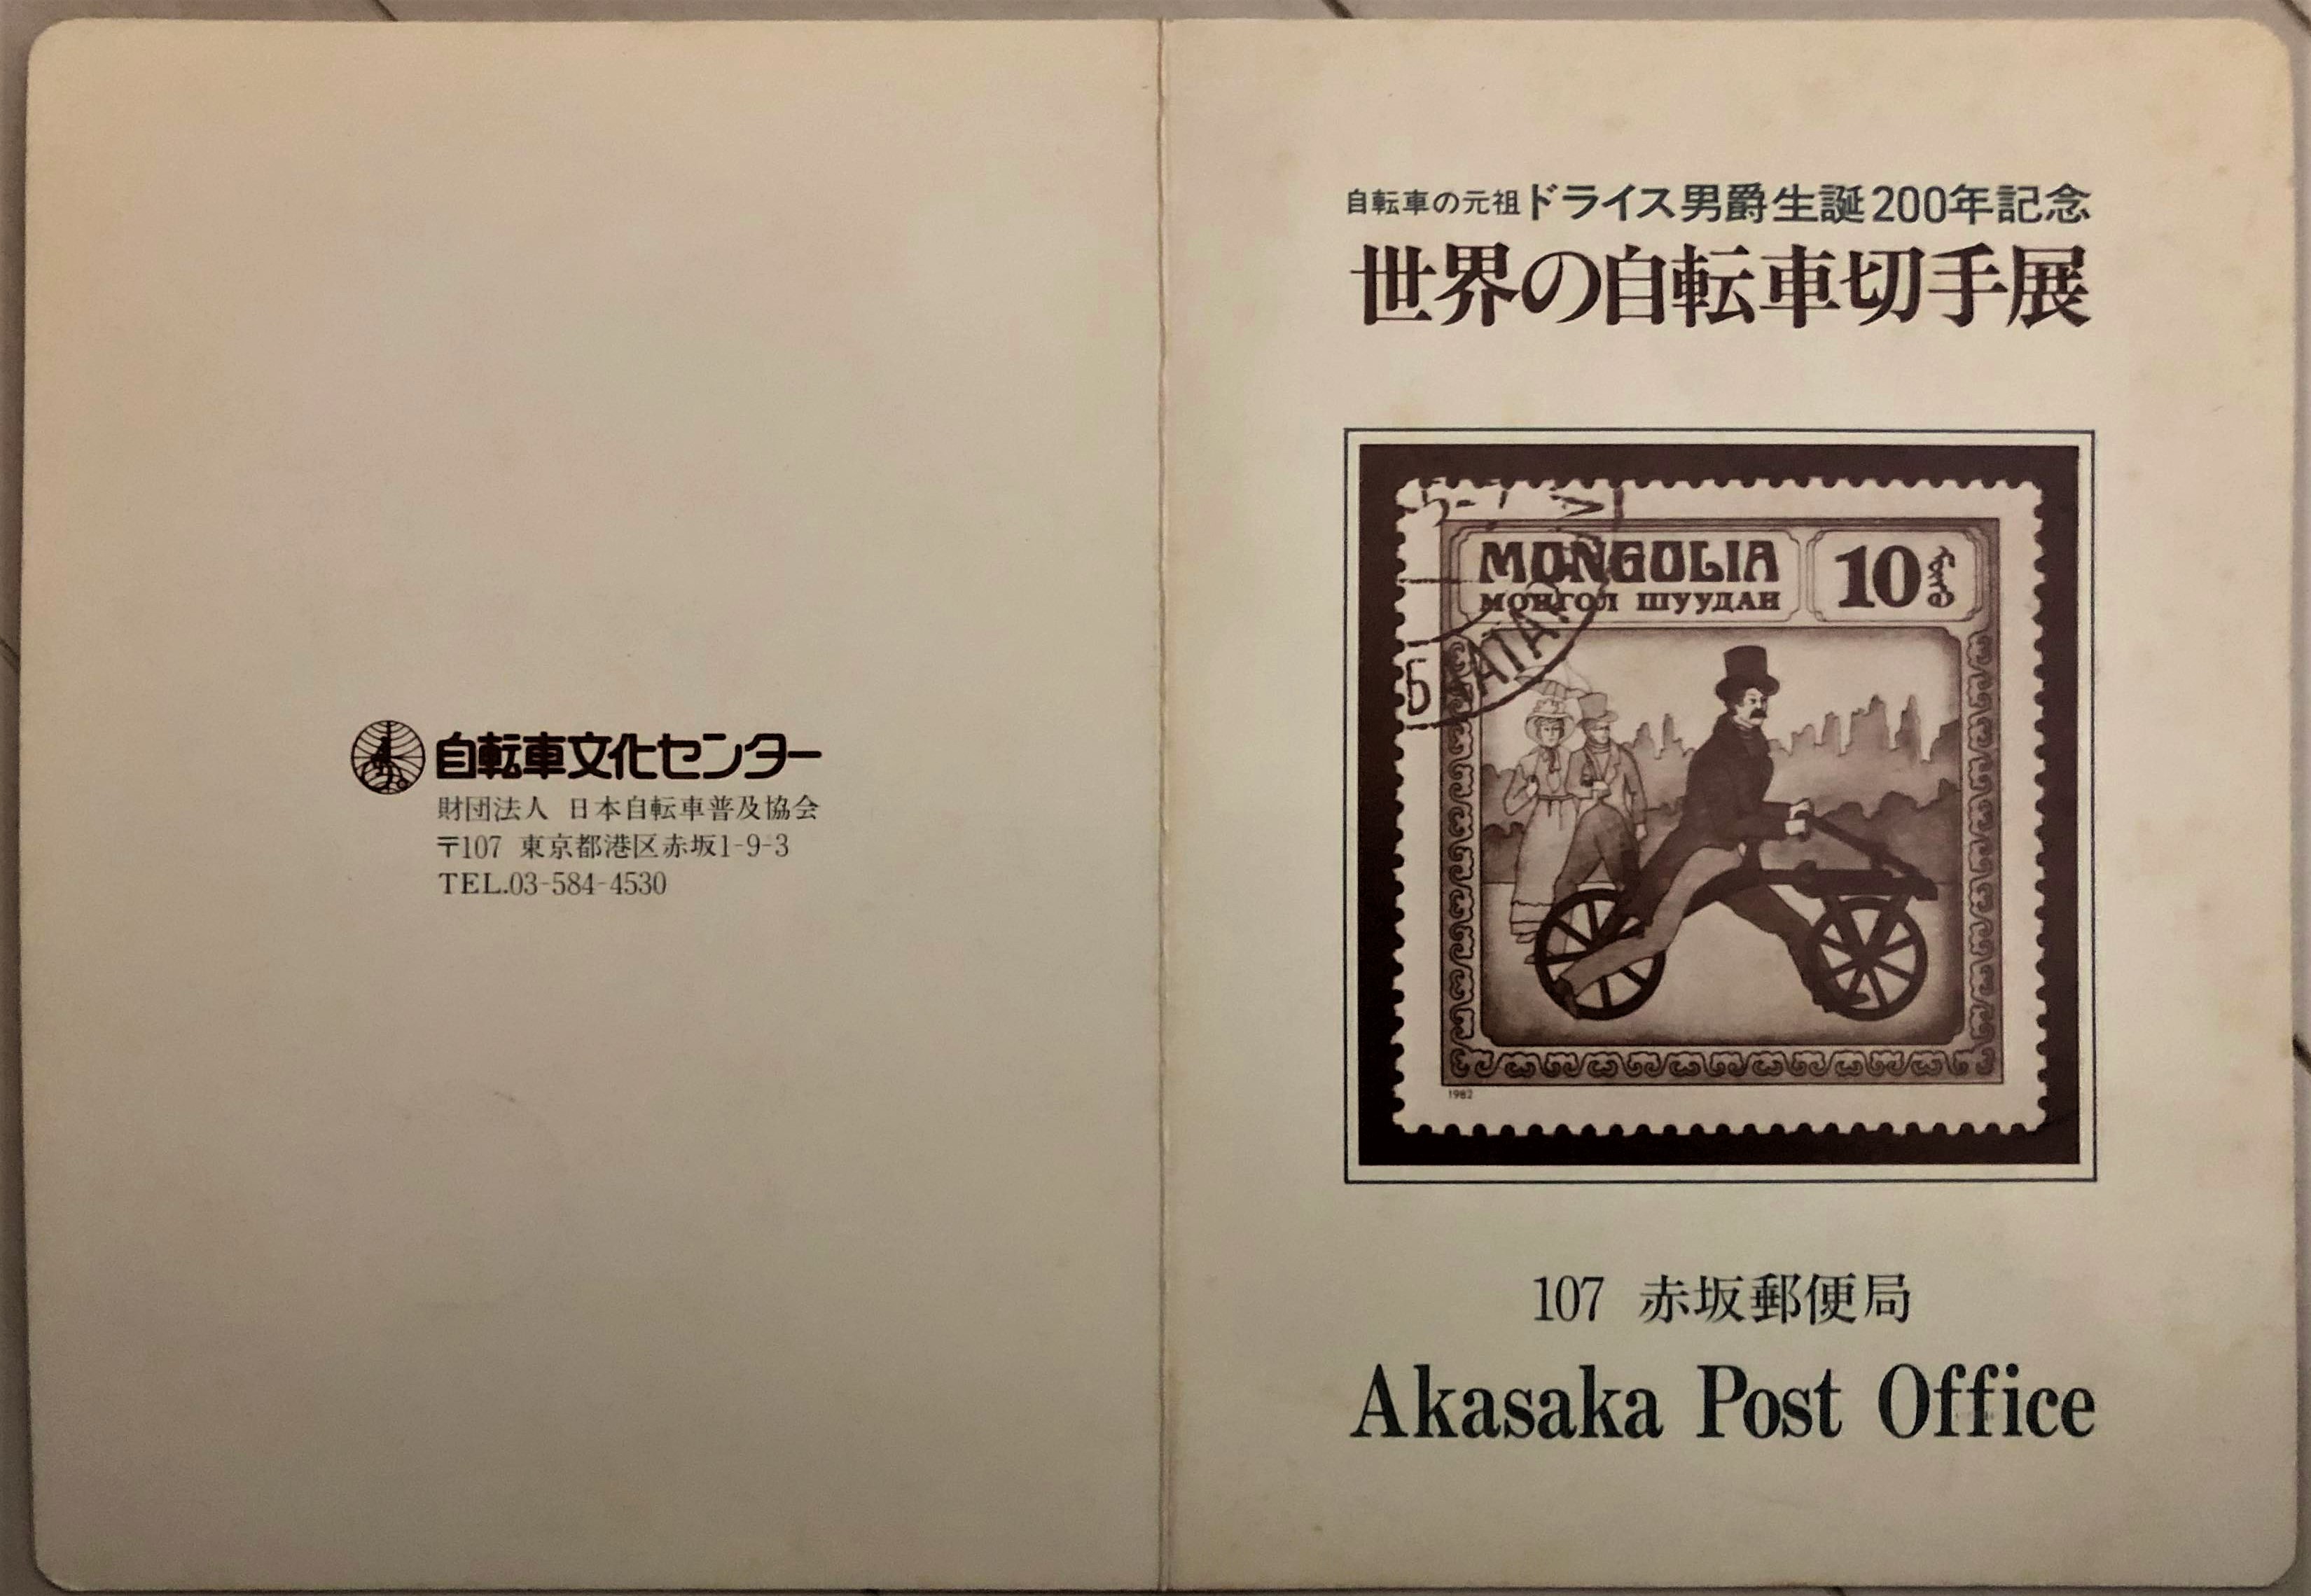 自転車文化センター
財団法人 日本自転車普及協会
〒107 東京都港区赤坂1-9-3
TEL.03-584-4530
自転車の元祖ドライス男爵生誕200年記念
世界の自転車切手展
MONGOLIA
МОНГОЛ ШУУДАН
10
1982
107 赤坂郵便局
Akasaka Post Office